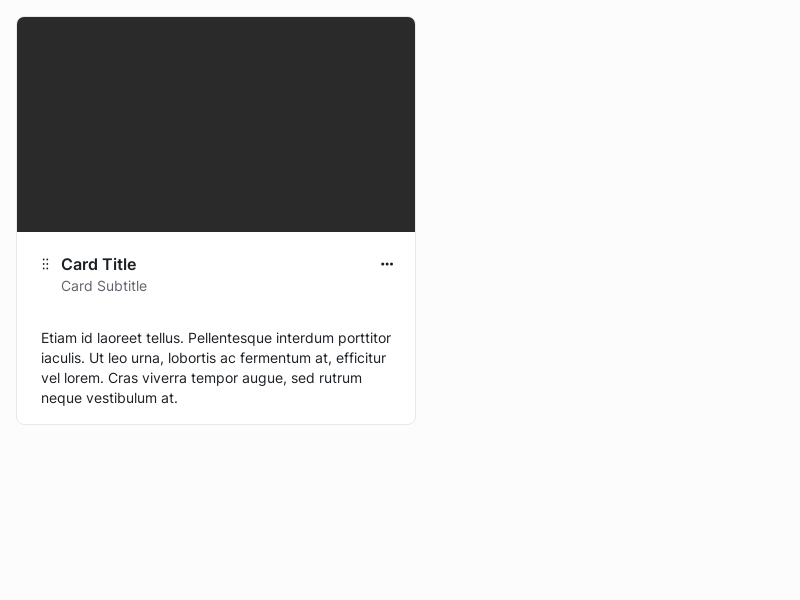 Card Title
Card Subtitle
Etiam id laoreet tellus. Pellentesque interdum porttitor
iaculis. Ut leo urna, lobortis ac fermentum at, efficitur
vel lorem. Cras viverra tempor augue, sed rutrum
neque vestibulum at.